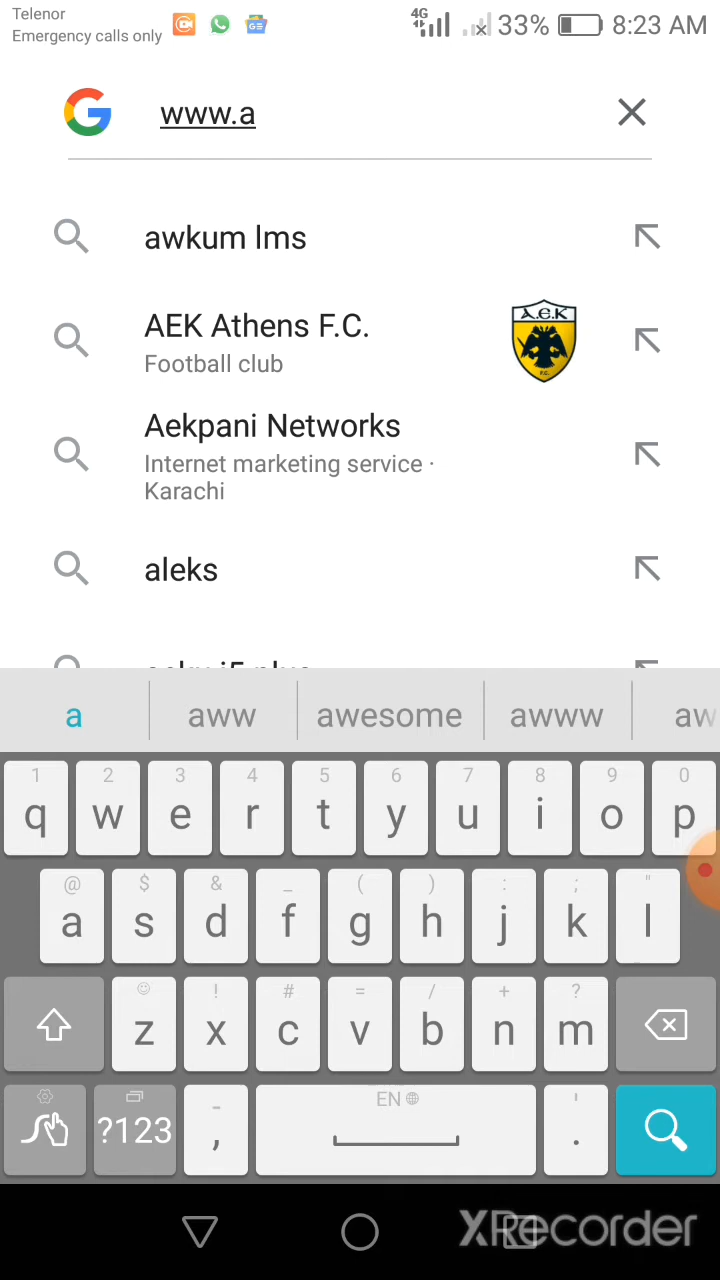 Telenor
Emergency calls only
4G
33%
8:23 AM
www.a
awkum lms
AEK Athens F.C.
Football club
Aekpani Networks
Internet marketing service ·
Karachi
aleks
a aww awesome awww aw
1 2 3 4 5 6 7 8 9 0
q w e r t y u i o p
@ $ & _ ( ) : ; "
a s d f g h j k l
! # = / + ?
z x c v b n m
EN
?123 , .
XRecorder